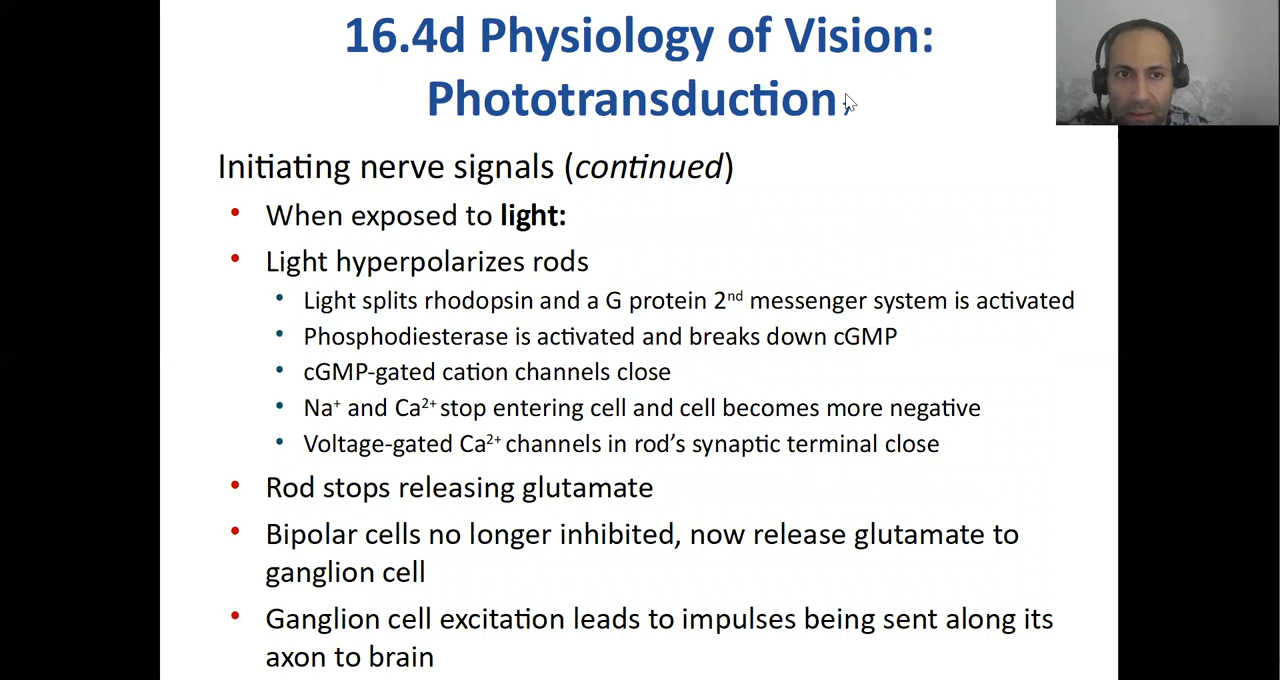 16.4d Physiology of Vision:
Phototransduction,
Initiating nerve signals (continued)
• When exposed to light:
• Light hyperpolarizes rods
• Light splits rhodopsin and a G protein 2nd messenger system is activated
• Phosphodiesterase is activated and breaks down cGMP
• cGMP-gated cation channels close
• Na+ and Ca2+ stop entering cell and cell becomes more negative
• Voltage-gated Ca2+ channels in rod's synaptic terminal close
• Rod stops releasing glutamate
• Bipolar cells no longer inhibited, now release glutamate to
ganglion cell
• Ganglion cell excitation leads to impulses being sent along its
axon to brain